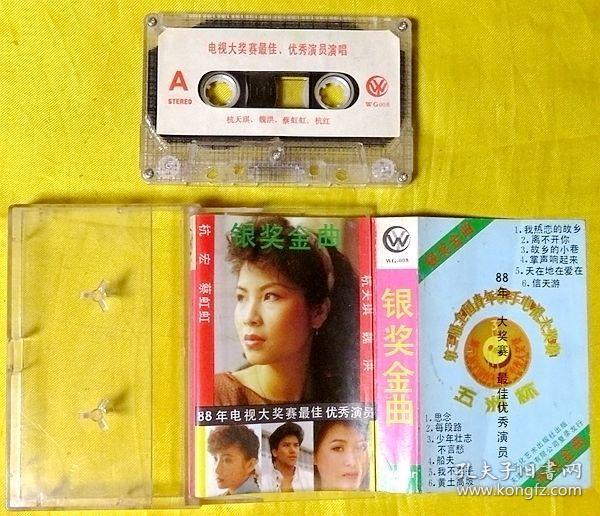 电视大奖赛最佳、优秀演员演唱
A
STEREO
WG008
杭天琪、魏洪、蔡虹虹、杭红
银奖金曲
杭宏 蔡虹虹
杭天琪 魏洪
88年电视大奖赛最佳优秀演员
WG-008
银奖金曲
1.我热恋的故乡
2.离不开你
3.故乡的小巷
4.掌声响起来
5.天在地在爱在
6.信天游
88年 大奖赛 最佳优秀演员
五洲杯
1.思念
2.每段路
3.少年壮志
不言愁
4.船夫
5.我不
6.黄土高坡
孔夫子旧书网
www.kongfz.com